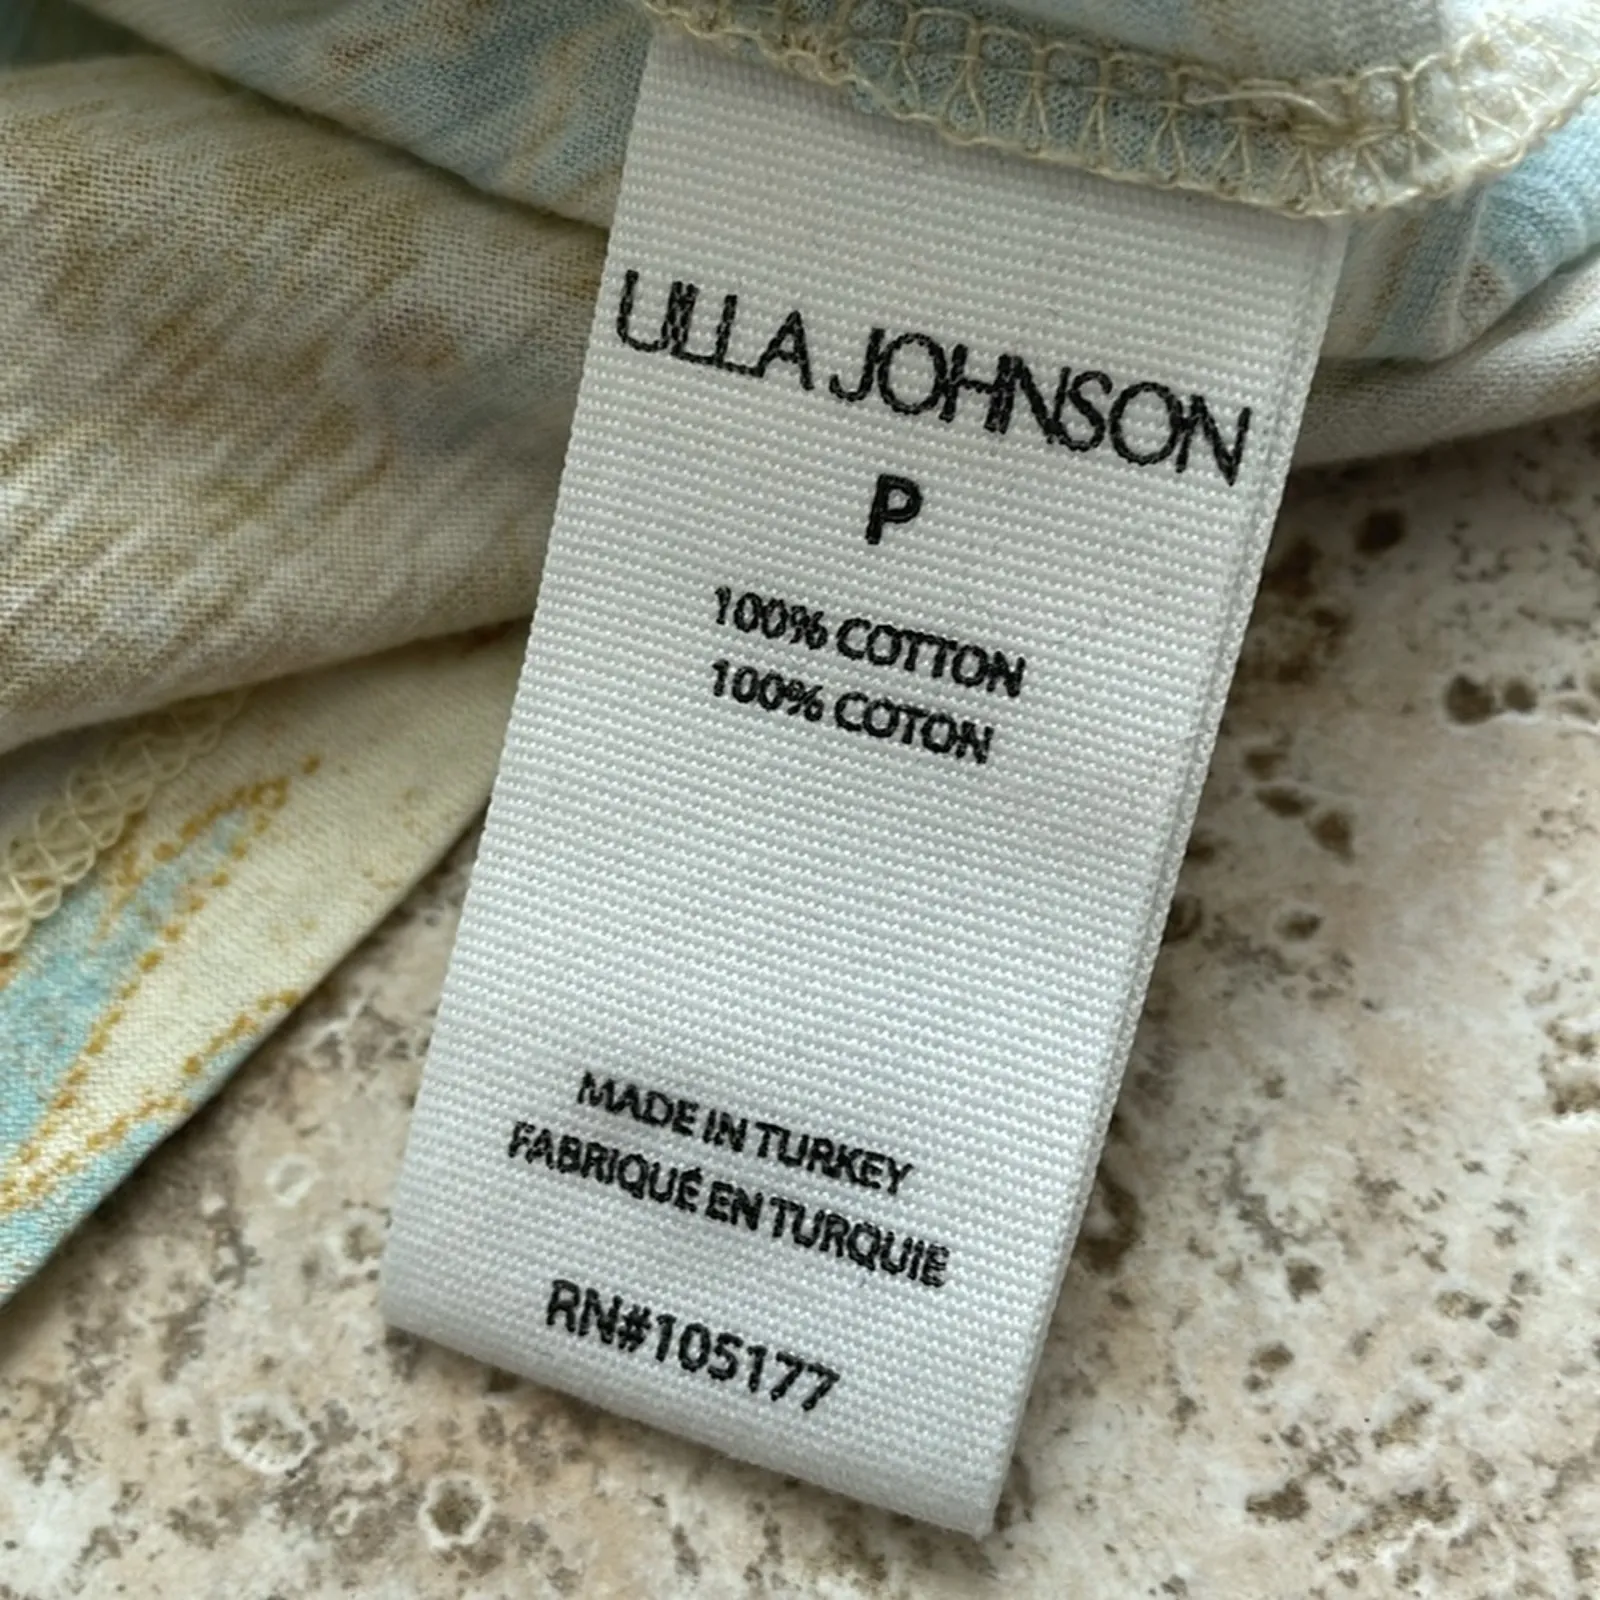 ULLA JOHNSON
P
100% COTTON
100% COTON
MADE IN TURKEY
FABRIQUÉ EN TURQUIE
RN#105177